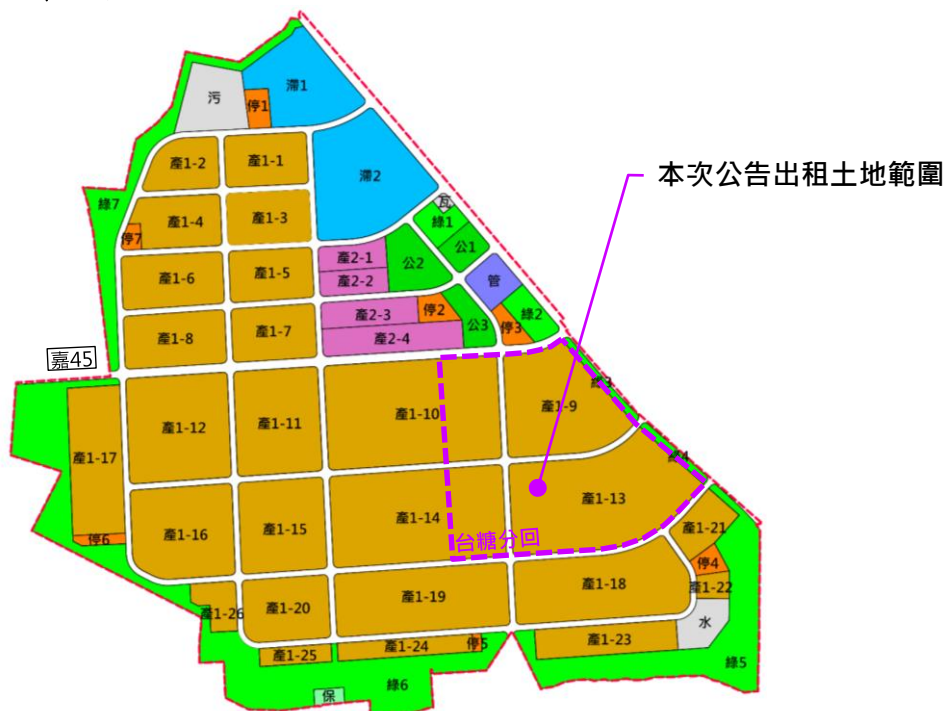 滯1
污
停1
產1-2
產1-1
滯2
本次公告出租土地範圍
綠7
產1-4
產1-3
瓦
綠1
停7
公1
產2-1
公2
產1-6
產1-5
產2-2
管
產2-3
停2
綠2
產1-8
產1-7
公3
停3
產2-4
嘉45
綠3
產1-12
產1-11
產1-10
產1-9
產1-17
綠4
產1-16
產1-15
產1-14
產1-13
產1-21
停6
台糖分回
停4
產1-26
產1-20
產1-19
產1-18
產1-22
水
產1-25
產1-24
停5
產1-23
綠5
保
綠6